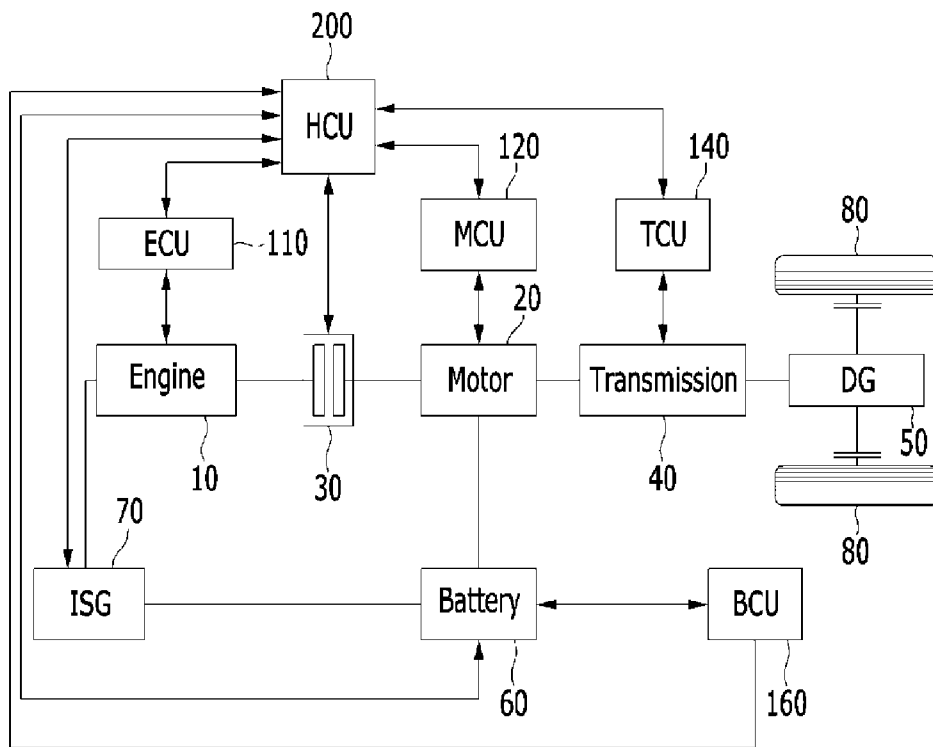 200
HCU
120
140
80
ECU
110
MCU
TCU
20
Engine
Motor
Transmission
DG
10
30
40
50
70
80
ISG
Battery
BCU
60
160